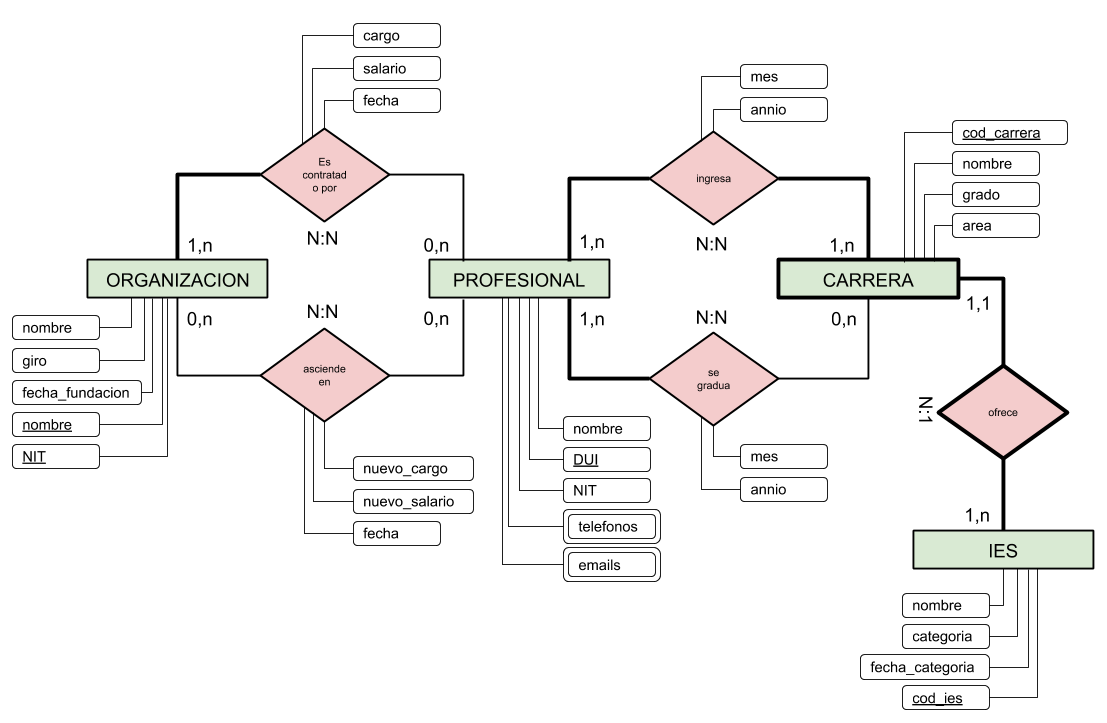 cargo
salario
fecha
Es
contratad
o por
N:N
1,n
0,n
ORGANIZACION
0,n
nombre
giro
fecha_fundacion
nombre
NIT
N:N
asciende
en
nuevo_cargo
nuevo_salario
fecha
PROFESIONAL
0,n
1,n
1,n
nombre
DUI
NIT
telefonos
emails
mes
annio
ingresa
N:N
1,n
N:N
se
gradua
mes
annio
0,n
CARRERA
cod_carrera
nombre
grado
area
1,1
ofrece
N:1
1,n
IES
nombre
categoria
fecha_categoria
cod_ies